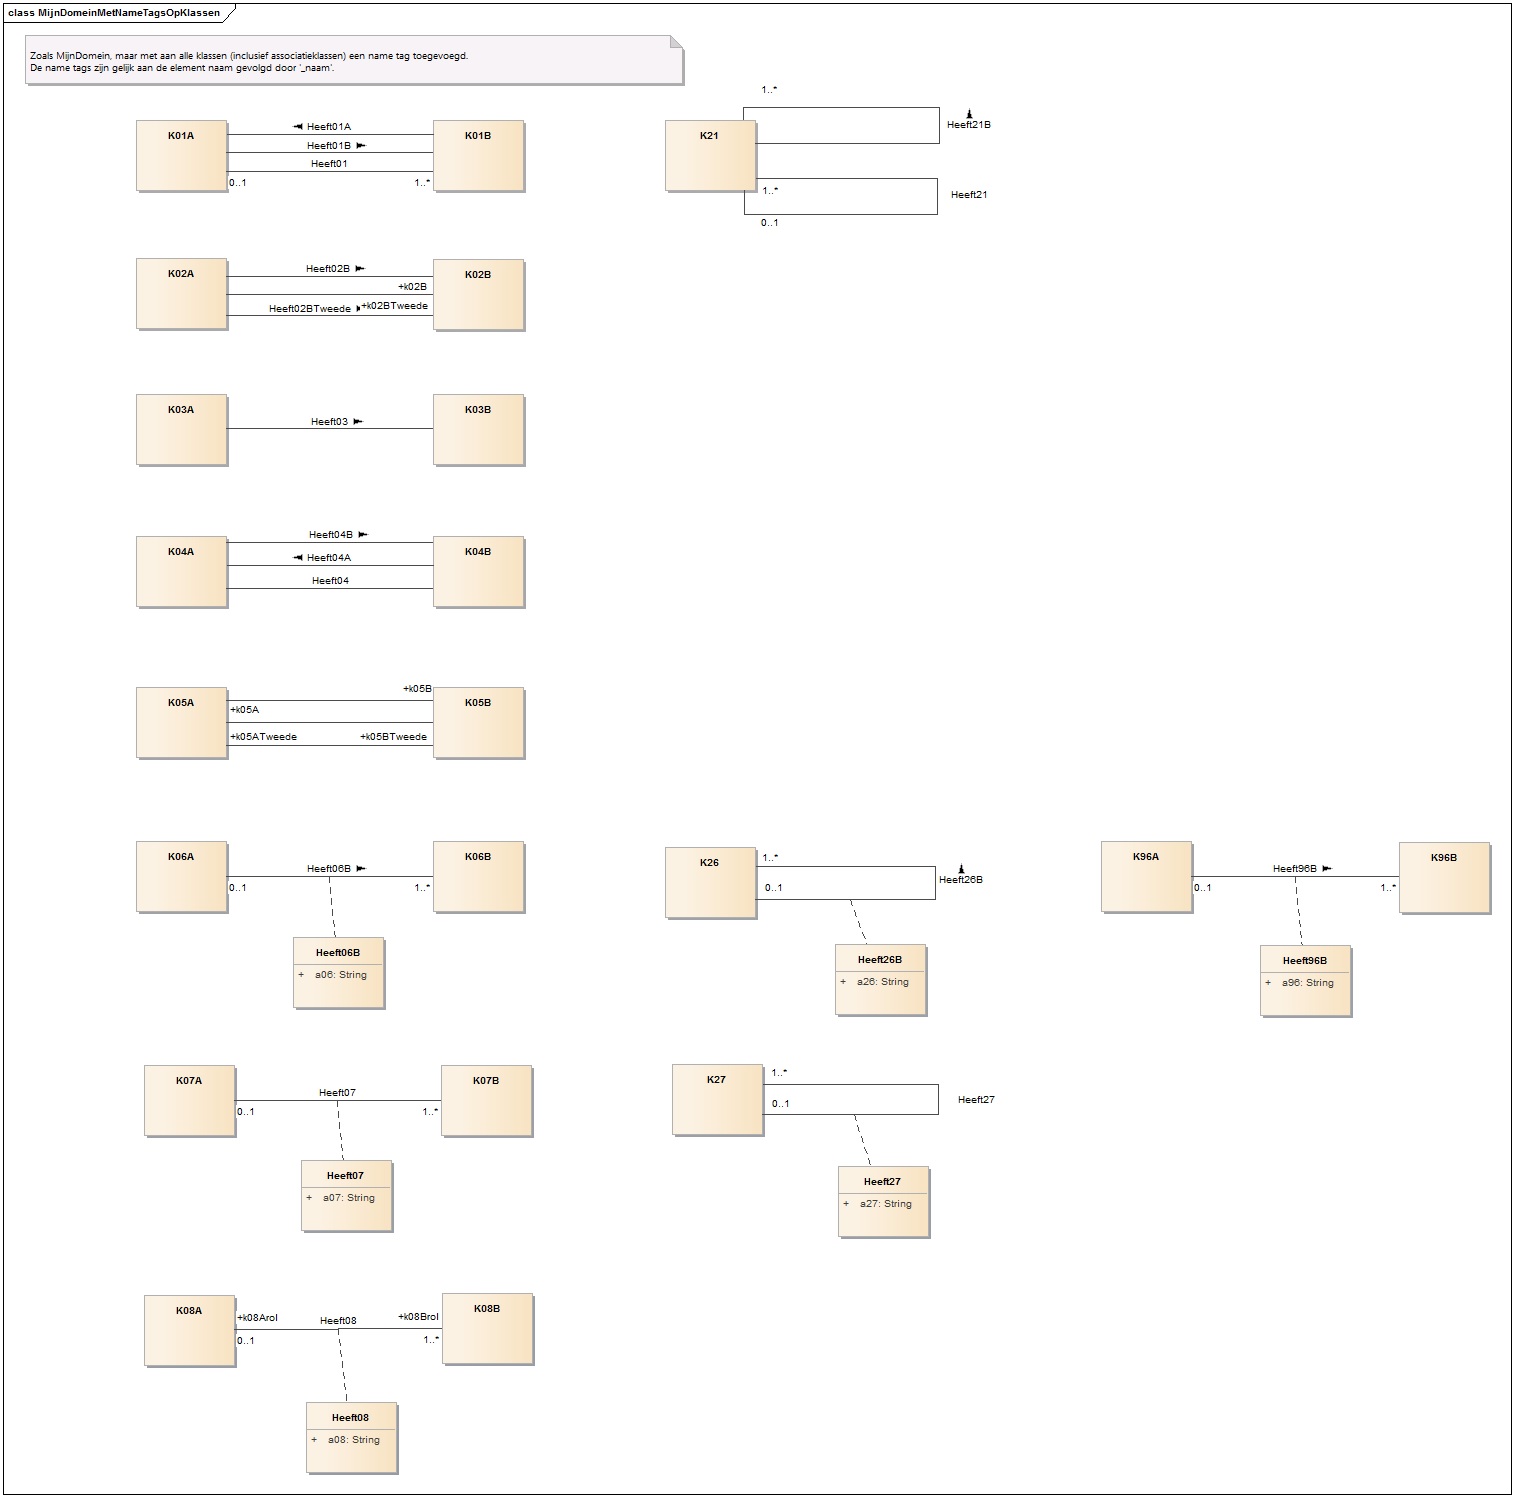 class MijnDomeinMetNameTagsOpKlassen
Zoals MijnDomein, maar met aan alle klassen (inclusief associatieklassen) een name tag toegevoegd.
De name tags zijn gelijk aan de element naam gevolgd door '_naam'.
K01A
Heeft01A
Heeft01B
Heeft01
0..1
1..*
K01B
K21
1..*
Heeft21B
1..*
0..1
Heeft21
K02A
Heeft02B
+k02B
Heeft02BTweede
+k02BTweede
K02B
K03A
Heeft03
K03B
K04A
Heeft04B
Heeft04A
Heeft04
K04B
K05A
+k05B
+k05A
+k05ATweede
+k05BTweede
K05B
K06A
Heeft06B
0..1
1..*
K06B
Heeft06B
+ a06: String
K26
1..*
0..1
Heeft26B
Heeft26B
+ a26: String
K96A
Heeft96B
0..1
1..*
K96B
Heeft96B
+ a96: String
K07A
Heeft07
0..1
1..*
K07B
Heeft07
+ a07: String
K27
1..*
0..1
Heeft27
Heeft27
+ a27: String
K08A
+k08Arol
Heeft08
+k08Brol
0..1
1..*
K08B
Heeft08
+ a08: String